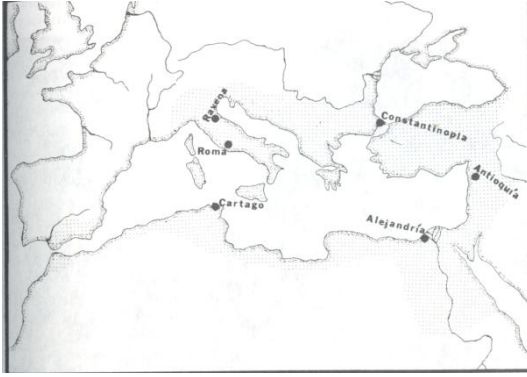 Ravena
Constantinopla
Roma
Antioquía
Cartago
Alejandría